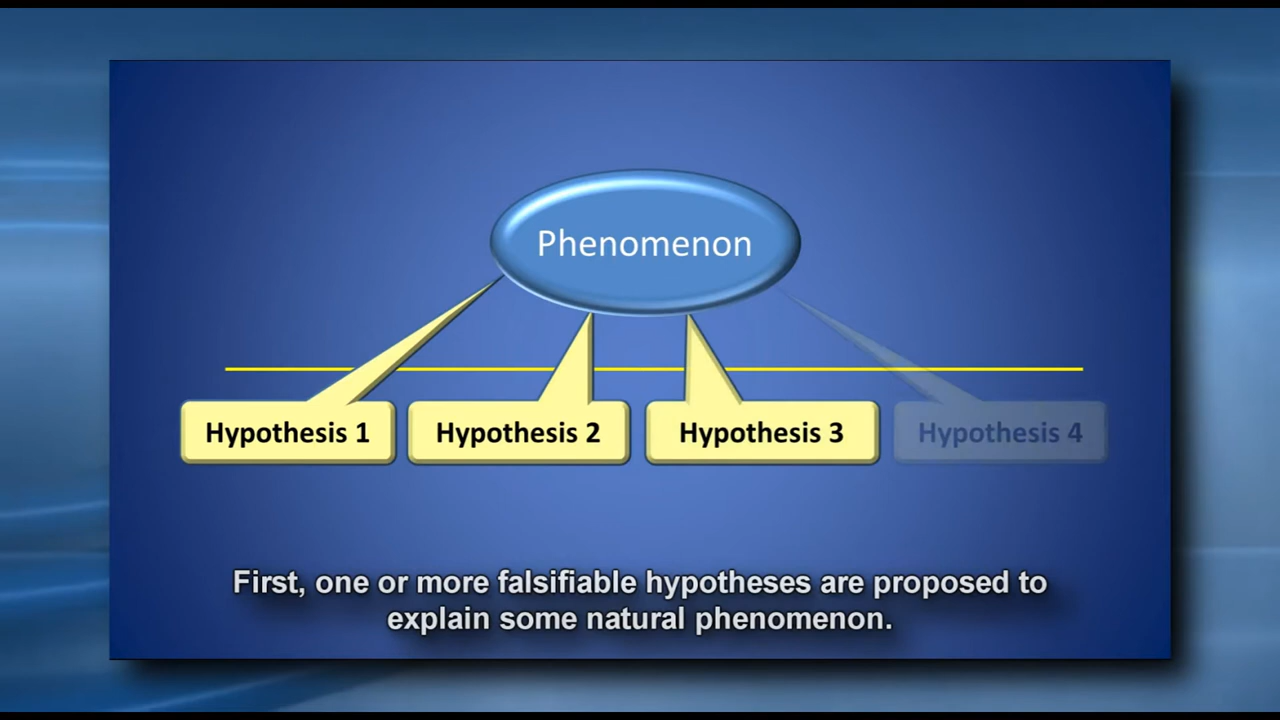 Phenomenon
Hypothesis 1
Hypothesis 2
Hypothesis 3
Hypothesis 4
First, one or more falsifiable hypotheses are proposed to
explain some natural phenomenon.